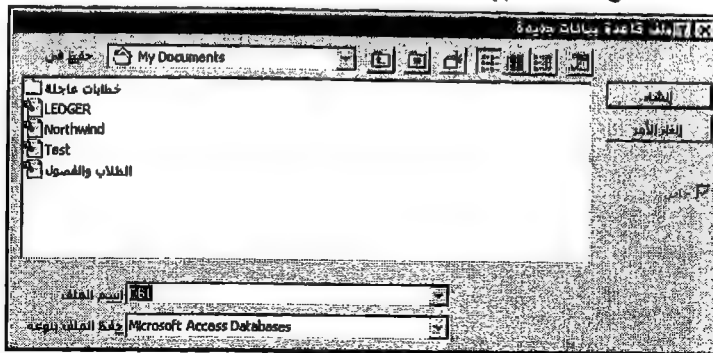 ملف قاعدة بيانات جديدة
حفظ في: My Documents
خطابات عاجلة
LEDGER
Northwind
Test
الطلاب والفصول
إنشاء
إلغاء الأمر
اسم الملف:
حفظ الملف بنوعه Microsoft Access Databases